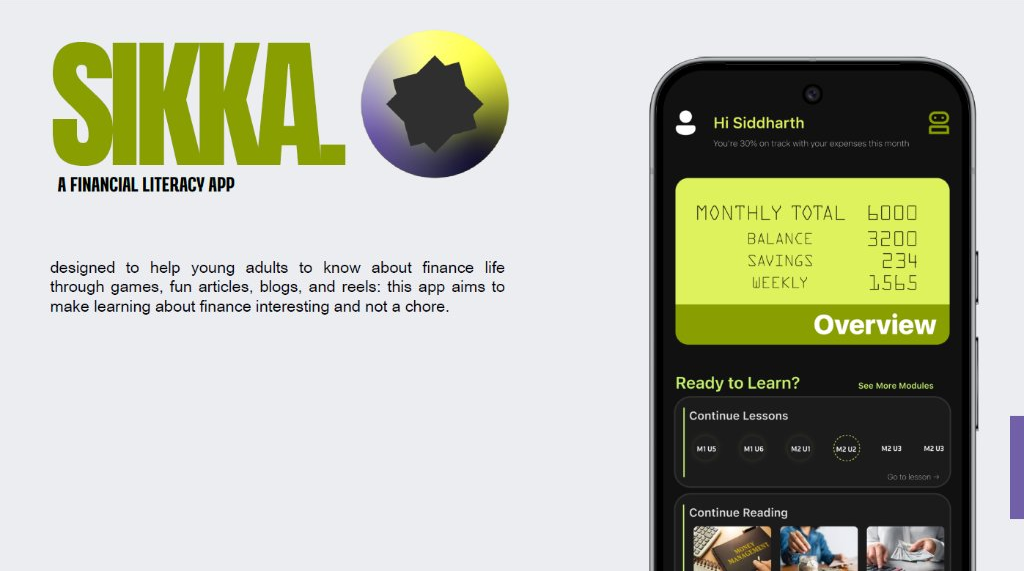 SIKKA.
A FINANCIAL LITERACY APP
designed to help young adults to know about finance life
through games, fun articles, blogs, and reels: this app aims to
make learning about finance interesting and not a chore.
Hi Siddharth
You're 30% on track with your expenses this month
MONTHLY TOTAL 6000
BALANCE 3200
SAVINGS 234
WEEKLY 1565
Overview
Ready to Learn? See More Modules
Continue Lessons
M1 U5 M1 U6 M2 U1 M2 U2 M2 U3 M2 U3
Go to lesson →
Continue Reading
MONEY
MANAGEMENT